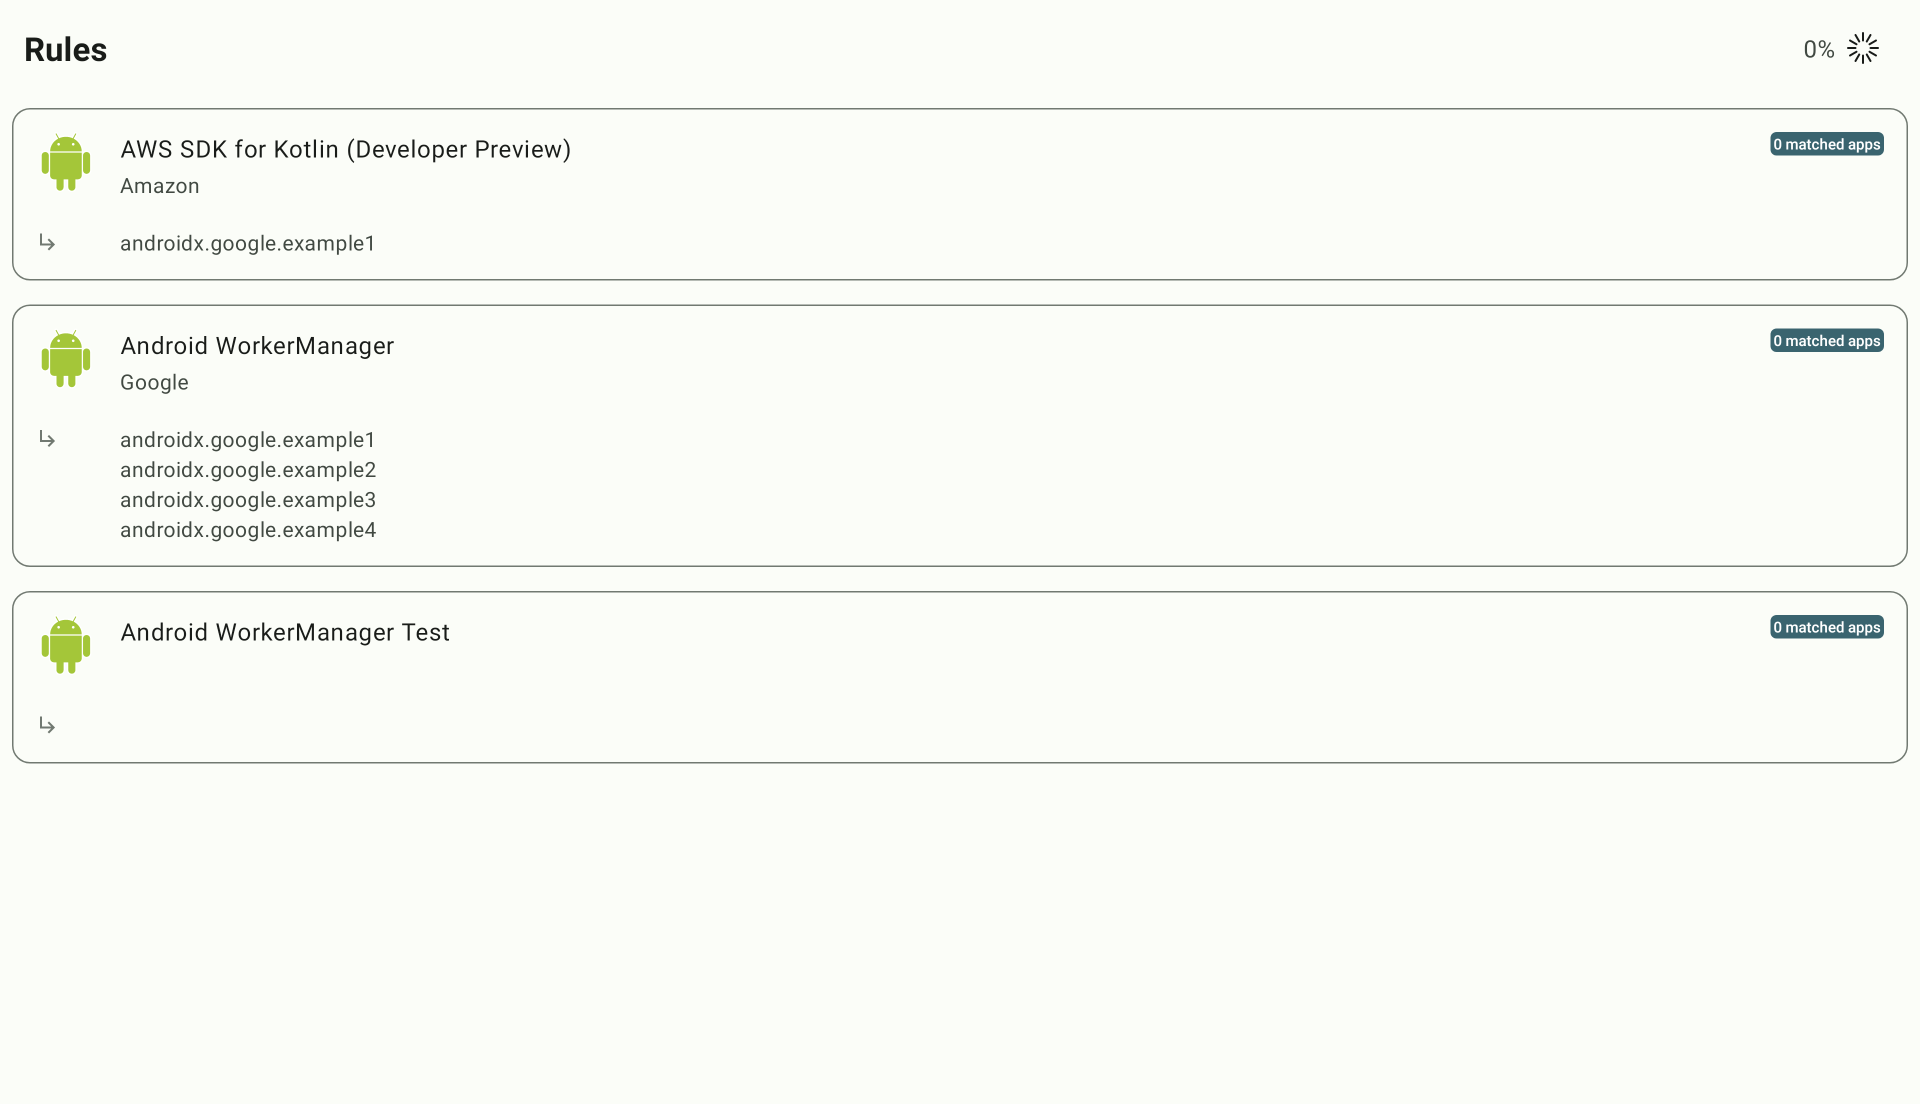 Rules
0%
AWS SDK for Kotlin (Developer Preview)
0 matched apps
Amazon
androidx.google.example1
Android WorkerManager
0 matched apps
Google
androidx.google.example1
androidx.google.example2
androidx.google.example3
androidx.google.example4
Android WorkerManager Test
0 matched apps